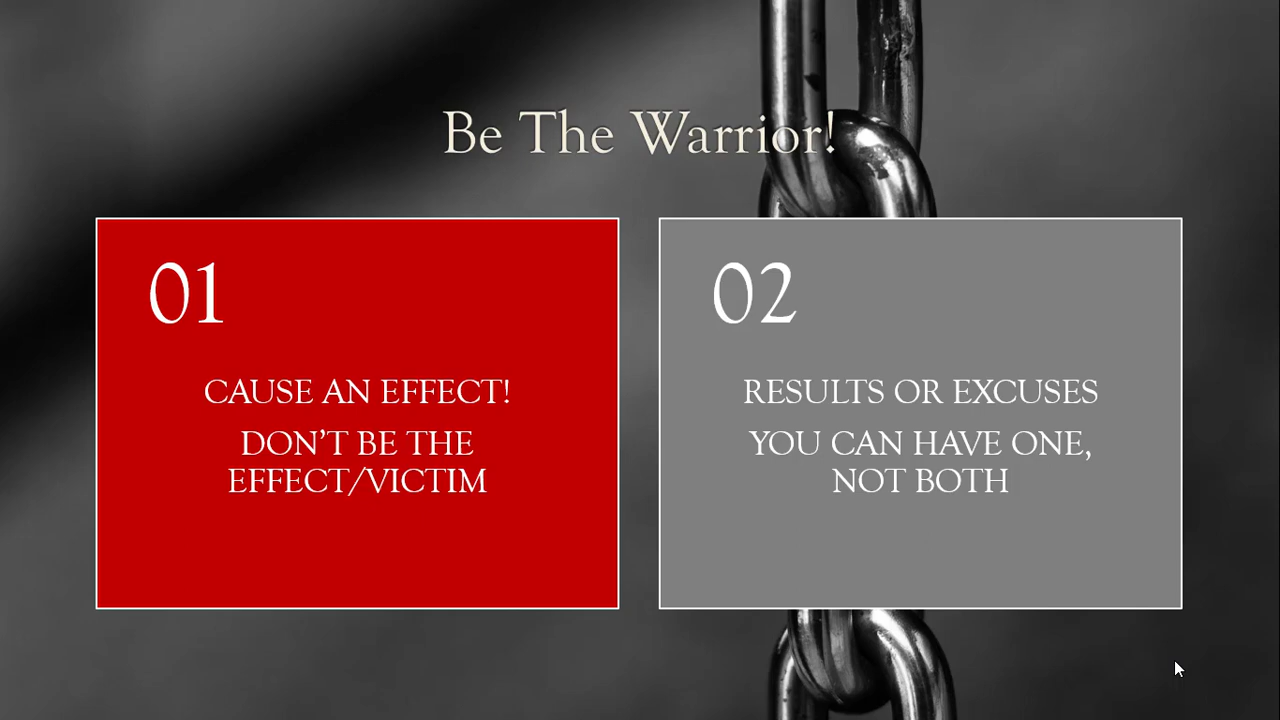 Be The Warrior!
01
CAUSE AN EFFECT!
DON’T BE THE
EFFECT/VICTIM
02
RESULTS OR EXCUSES
YOU CAN HAVE ONE,
NOT BOTH